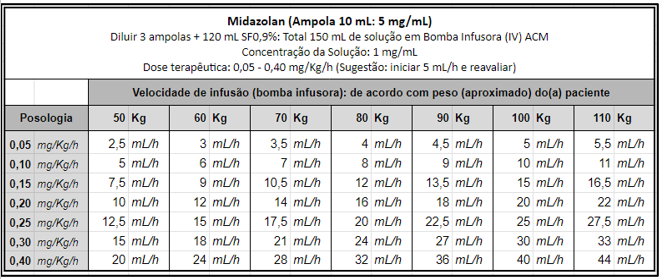 Midazolan (Ampola 10 mL: 5 mg/mL)
Diluir 3 ampolas + 120 mL SF0,9%: Total 150 mL de solução em Bomba Infusora (IV) ACM
Concentração da Solução: 1 mg/mL
Dose terapêutica: 0,05 - 0,40 mg/Kg/h (Sugestão: iniciar 5 mL/h e reavaliar)
Velocidade de infusão (bomba infusora): de acordo com peso (aproximado) do(a) paciente
Posologia 50 Kg 60 Kg 70 Kg 80 Kg 90 Kg 100 Kg 110 Kg
0,05 mg/Kg/h 2,5 mL/h 3 mL/h 3,5 mL/h 4 mL/h 4,5 mL/h 5 mL/h 5,5 mL/h
0,10 mg/Kg/h 5 mL/h 6 mL/h 7 mL/h 8 mL/h 9 mL/h 10 mL/h 11 mL/h
0,15 mg/Kg/h 7,5 mL/h 9 mL/h 10,5 mL/h 12 mL/h 13,5 mL/h 15 mL/h 16,5 mL/h
0,20 mg/Kg/h 10 mL/h 12 mL/h 14 mL/h 16 mL/h 18 mL/h 20 mL/h 22 mL/h
0,25 mg/Kg/h 12,5 mL/h 15 mL/h 17,5 mL/h 20 mL/h 22,5 mL/h 25 mL/h 27,5 mL/h
0,30 mg/Kg/h 15 mL/h 18 mL/h 21 mL/h 24 mL/h 27 mL/h 30 mL/h 33 mL/h
0,40 mg/Kg/h 20 mL/h 24 mL/h 28 mL/h 32 mL/h 36 mL/h 40 mL/h 44 mL/h